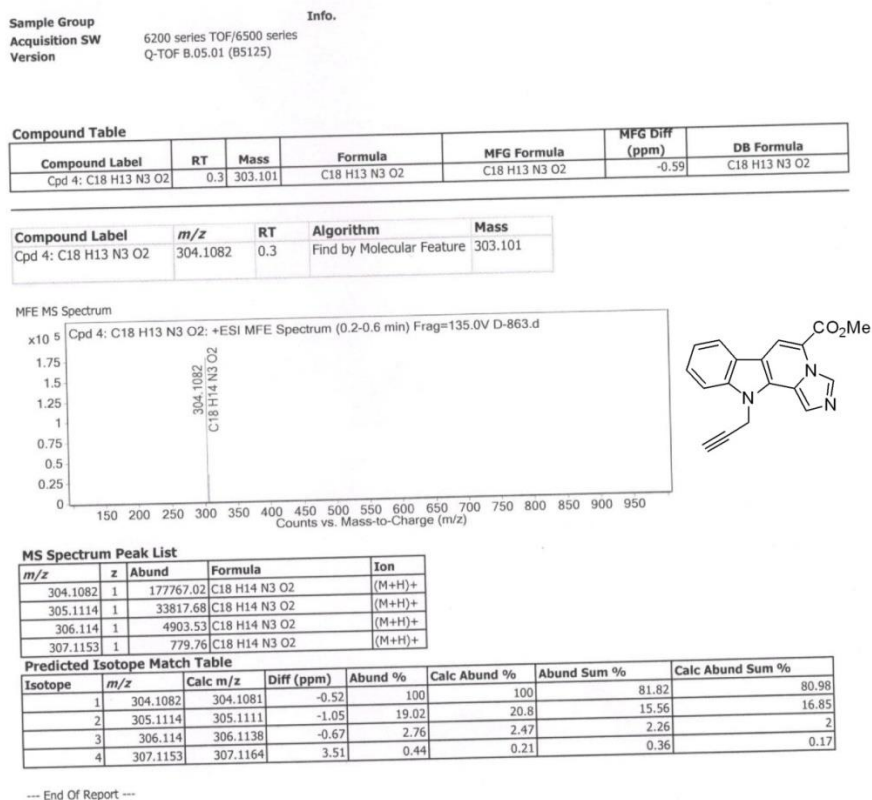 Sample Group Info.
Acquisition SW 6200 series TOF/6500 series
Version Q-TOF B.05.01 (B5125)
Compound Table
Compound Label RT Mass Formula MFG Formula MFG Diff (ppm) DB Formula
Cpd 4: C18 H13 N3 O2 0.3 303.101 C18 H13 N3 O2 C18 H13 N3 O2 -0.59 C18 H13 N3 O2
Compound Label m/z RT Algorithm Mass
Cpd 4: C18 H13 N3 O2 304.1082 0.3 Find by Molecular Feature 303.101
MFE MS Spectrum
x10 5 Cpd 4: C18 H13 N3 O2: +ESI MFE Spectrum (0.2-0.6 min) Frag=135.0V D-863.d
1.75
1.5
1.25
1
0.75
0.5
0.25
0
304.1082
C18 H14 N3 O2
150 200 250 300 350 400 450 500 550 600 650 700 750 800 850 900 950
Counts vs. Mass-to-Charge (m/z)
CO2Me
N
N
N
MS Spectrum Peak List
m/z z Abund Formula Ion
304.1082 1 177767.02 C18 H14 N3 O2 (M+H)+
305.1114 1 33817.68 C18 H14 N3 O2 (M+H)+
306.114 1 4903.53 C18 H14 N3 O2 (M+H)+
307.1153 1 779.76 C18 H14 N3 O2 (M+H)+
Predicted Isotope Match Table
Isotope m/z Calc m/z Diff (ppm) Abund % Calc Abund % Abund Sum % Calc Abund Sum %
1 304.1082 304.1081 -0.52 100 100 81.82 80.98
2 305.1114 305.1111 -1.05 19.02 20.8 15.56 16.85
3 306.114 306.1138 -0.67 2.76 2.47 2.26 2
4 307.1153 307.1164 3.51 0.44 0.21 0.36 0.17
--- End Of Report ---